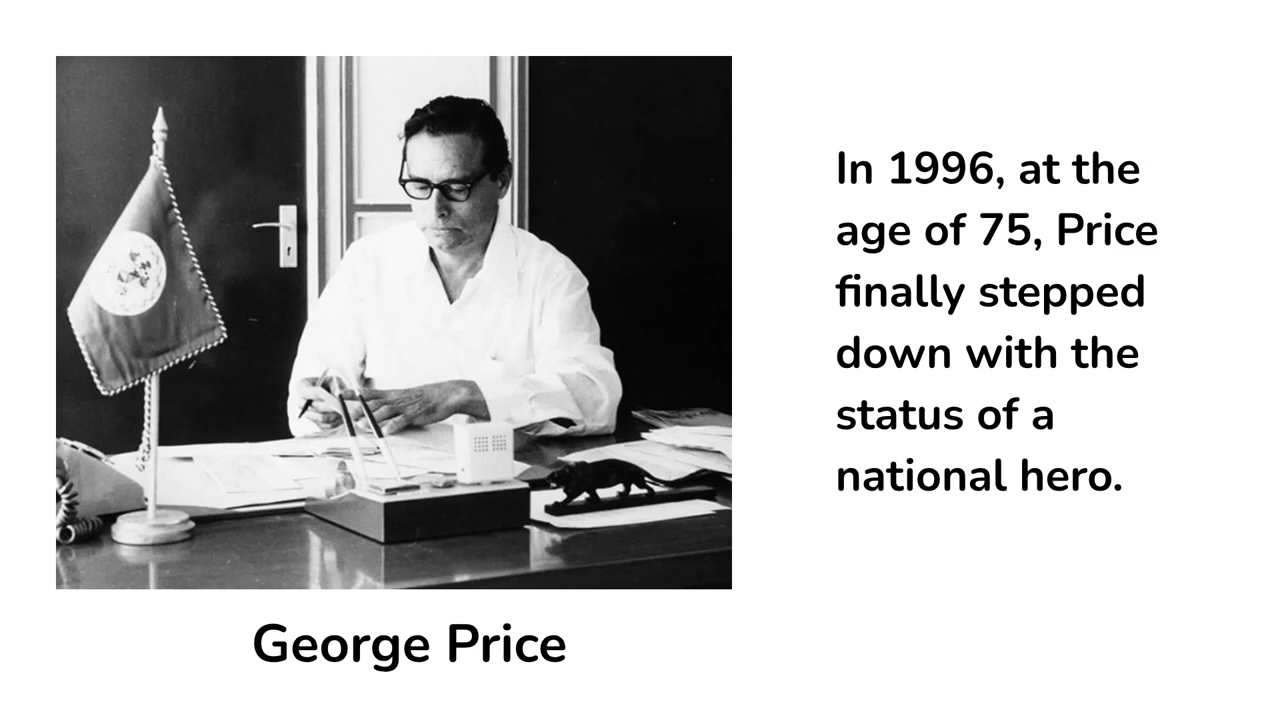 In 1996, at the
age of 75, Price
finally stepped
down with the
status of a
national hero.
George Price